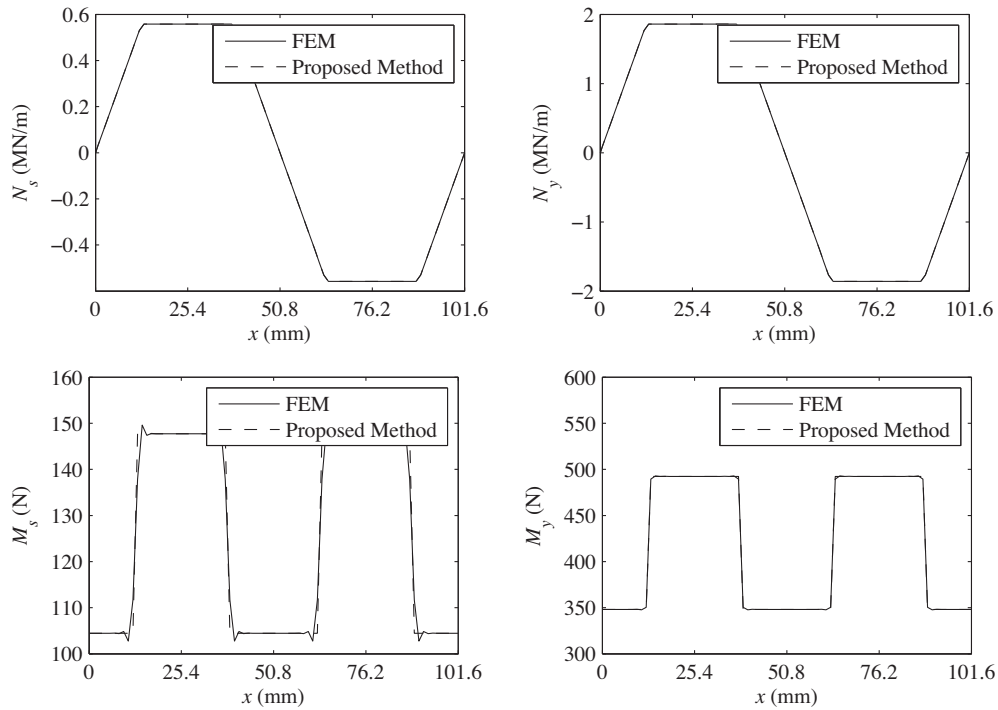 0.6
0.4
0.2
0
−0.2
−0.4
N_s (MN/m)
FEM
Proposed Method
0
25.4
50.8
76.2
101.6
x (mm)
2
1
0
−1
−2
N_y (MN/m)
FEM
Proposed Method
0
25.4
50.8
76.2
101.6
x (mm)
160
150
140
130
120
110
100
M_s (N)
FEM
Proposed Method
0
25.4
50.8
76.2
101.6
x (mm)
600
550
500
450
400
350
300
M_y (N)
FEM
Proposed Method
0
25.4
50.8
76.2
101.6
x (mm)